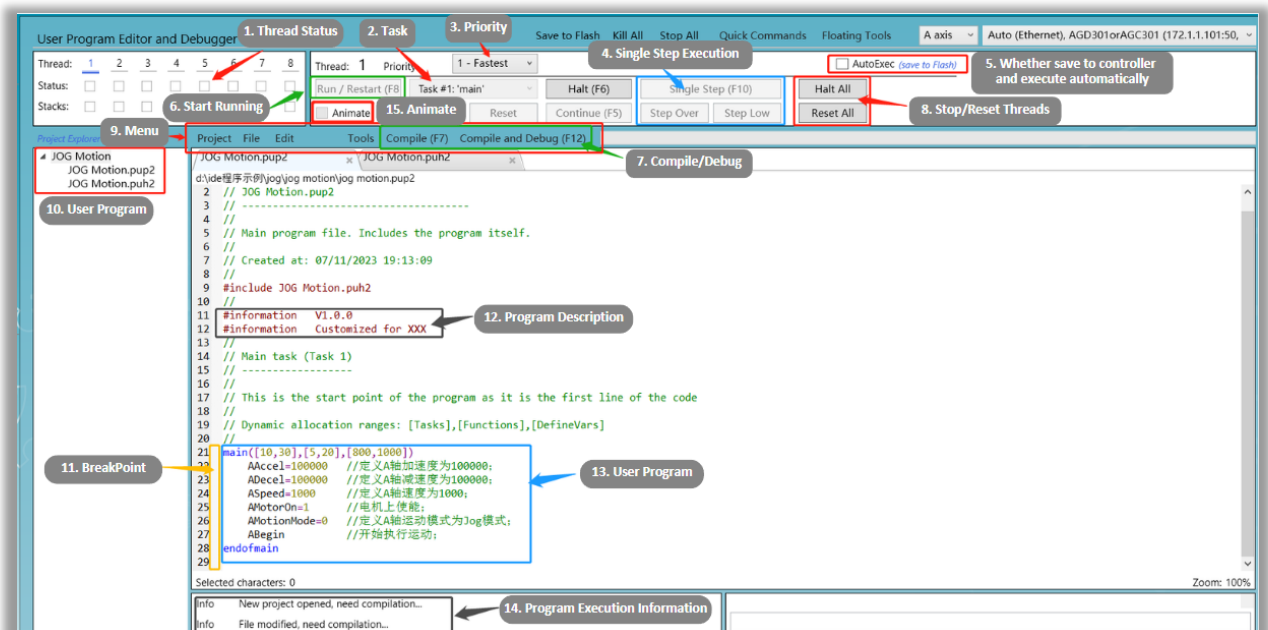 User Program Editor and Debugger
1. Thread Status
2. Task
3. Priority
Save to Flash Kill All Stop All Quick Commands Floating Tools
A axis
Auto (Ethernet), AGD301orAGC301 (172.1.1.101:50,
Thread: 1 2 3 4 5 6 7 8
Status:
Stacks:
Thread: 1
1 - Fastest
4. Single Step Execution
AutoExec (save to Flash)
5. Whether save to controller
and execute automatically
Run / Restart (F8
Task #1: 'main'
Halt (F6)
Single Step (F10)
Halt All
6. Start Running
Animate
15. Animate
Reset
Continue (F5)
Step Over
Step Low
Reset All
8. Stop/Reset Threads
9. Menu
Project File Edit Tools Compile (F7) Compile and Debug (F12)
7. Compile/Debug
JOG Motion
JOG Motion.pup2
JOG Motion.puh2
10. User Program
JOG Motion.pup2 x
JOG Motion.puh2 x
d:\ide程序示例\jog\jog motion\jog motion.pup2
2 // JOG Motion.pup2
3 // ------------------------------------
4 //
5 // Main program file. Includes the program itself.
6 //
7 // Created at: 07/11/2023 19:13:09
8 //
9 #include JOG Motion.puh2
10 //
11 #information V1.0.0
12 #information Customized for XXX
12. Program Description
13 //
14 // Main task (Task 1)
15 // ------------------
16 //
17 // This is the start point of the program as it is the first line of the code
18 //
19 // Dynamic allocation ranges: [Tasks],[Functions],[DefineVars]
20 //
21 main([10,30],[5,20],[800,1000])
22 AAccel=100000 //定义A轴加速度为100000;
23 ADecel=100000 //定义A轴减速度为100000;
24 ASpeed=1000 //定义A轴速度为1000;
25 AMotorOn=1 //电机上使能;
26 AMotionMode=0 //定义A轴运动模式为Jog模式;
27 ABegin //开始执行运动;
28 endofmain
29
11. BreakPoint
13. User Program
Selected characters: 0
Zoom: 100%
Info New project opened, need compilation...
Info File modified, need compilation...
14. Program Execution Information